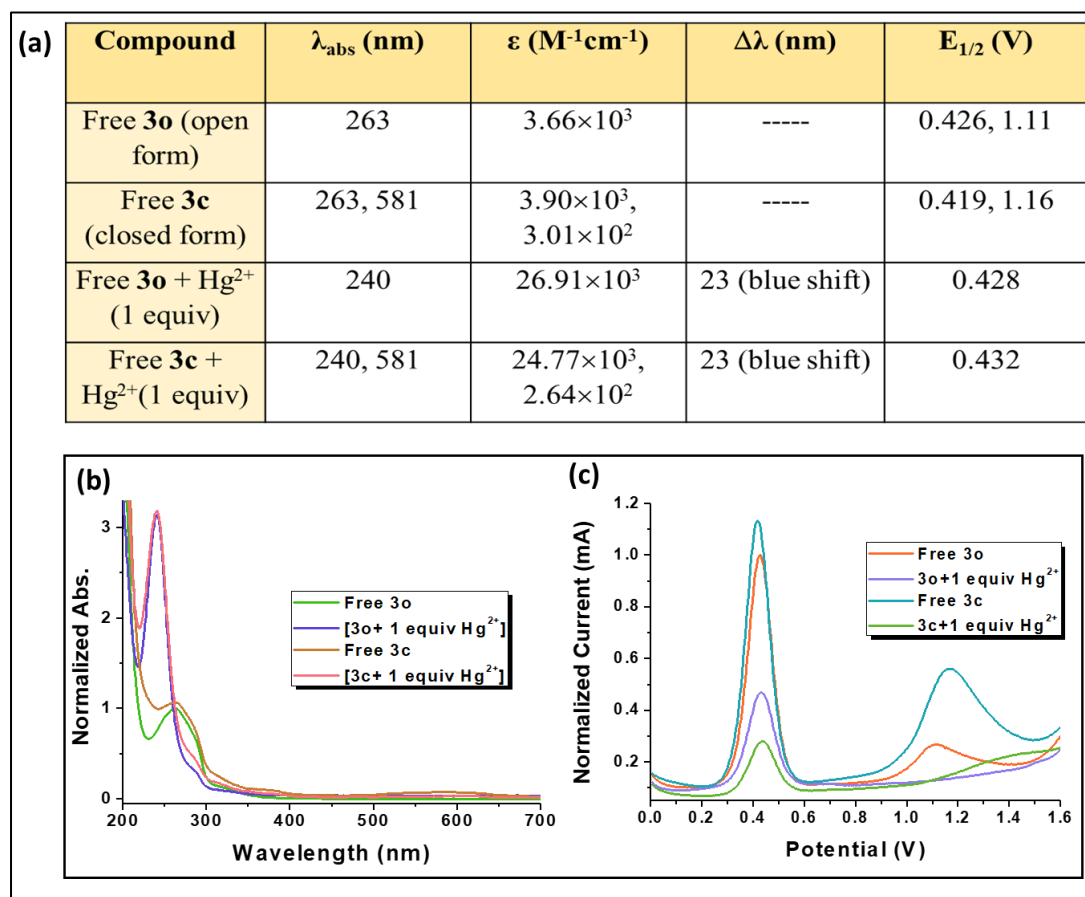 (a)
Compound λabs (nm) ε (M-1cm-1) Δλ (nm) E1/2 (V)
Free 3o (open form) 263 3.66×10³ ----- 0.426, 1.11
Free 3c (closed form) 263, 581 3.90×10³, 3.01×10² ----- 0.419, 1.16
Free 3o + Hg²⁺ (1 equiv) 240 26.91×10³ 23 (blue shift) 0.428
Free 3c + Hg²⁺(1 equiv) 240, 581 24.77×10³, 2.64×10² 23 (blue shift) 0.432
(b)
Normalized Abs.
3
2
1
0
200 300 400 500 600 700
Wavelength (nm)
Free 3o
[3o+ 1 equiv Hg²⁺]
Free 3c
[3c+ 1 equiv Hg²⁺]
(c)
Normalized Current (mA)
1.2
1.0
0.8
0.6
0.4
0.2
0.0 0.2 0.4 0.6 0.8 1.0 1.2 1.4 1.6
Potential (V)
Free 3o
3o+1 equiv Hg²⁺
Free 3c
3c+1 equiv Hg²⁺